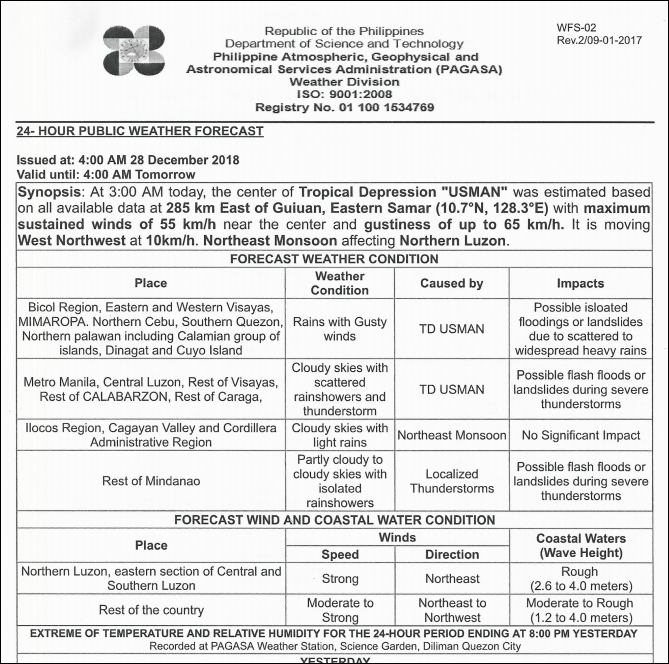 Republic of the Philippines
Department of Science and Technology
Philippine Atmospheric, Geophysical and
Astronomical Services Administration (PAGASA)
Weather Division
ISO: 9001:2008
Registry No. 01 100 1534769
WFS-02
Rev.2/09-01-2017
24- HOUR PUBLIC WEATHER FORECAST
Issued at: 4:00 AM 28 December 2018
Valid until: 4:00 AM Tomorrow
Synopsis: At 3:00 AM today, the center of Tropical Depression "USMAN" was estimated based
on all available data at 285 km East of Guiuan, Eastern Samar (10.7°N, 128.3°E) with maximum
sustained winds of 55 km/h near the center and gustiness of up to 65 km/h. It is moving
West Northwest at 10km/h. Northeast Monsoon affecting Northern Luzon.
FORECAST WEATHER CONDITION
Place
Weather
Condition
Caused by
Impacts
Bicol Region, Eastern and Western Visayas,
MIMAROPA. Northern Cebu, Southern Quezon,
Northern palawan including Calamian group of
islands, Dinagat and Cuyo Island
Rains with Gusty
winds
TD USMAN
Possible isloated
floodings or landslides
due to scattered to
widespread heavy rains
Metro Manila, Central Luzon, Rest of Visayas,
Rest of CALABARZON, Rest of Caraga,
Cloudy skies with
scattered
rainshowers and
thunderstorm
TD USMAN
Possible flash floods or
landslides during severe
thunderstorms
Ilocos Region, Cagayan Valley and Cordillera
Administrative Region
Cloudy skies with
light rains
Northeast Monsoon
No Significant Impact
Rest of Mindanao
Partly cloudy to
cloudy skies with
isolated
rainshowers
Localized
Thunderstorms
Possible flash floods or
landslides during severe
thunderstorms
FORECAST WIND AND COASTAL WATER CONDITION
Place
Winds
Speed
Direction
Coastal Waters
(Wave Height)
Northern Luzon, eastern section of Central and
Southern Luzon
Strong
Northeast
Rough
(2.6 to 4.0 meters)
Rest of the country
Moderate to
Strong
Northeast to
Northwest
Moderate to Rough
(1.2 to 4.0 meters)
EXTREME OF TEMPERATURE AND RELATIVE HUMIDITY FOR THE 24-HOUR PERIOD ENDING AT 8:00 PM YESTERDAY
Recorded at PAGASA Weather Station, Science Garden, Diliman Quezon City
YESTERDAY